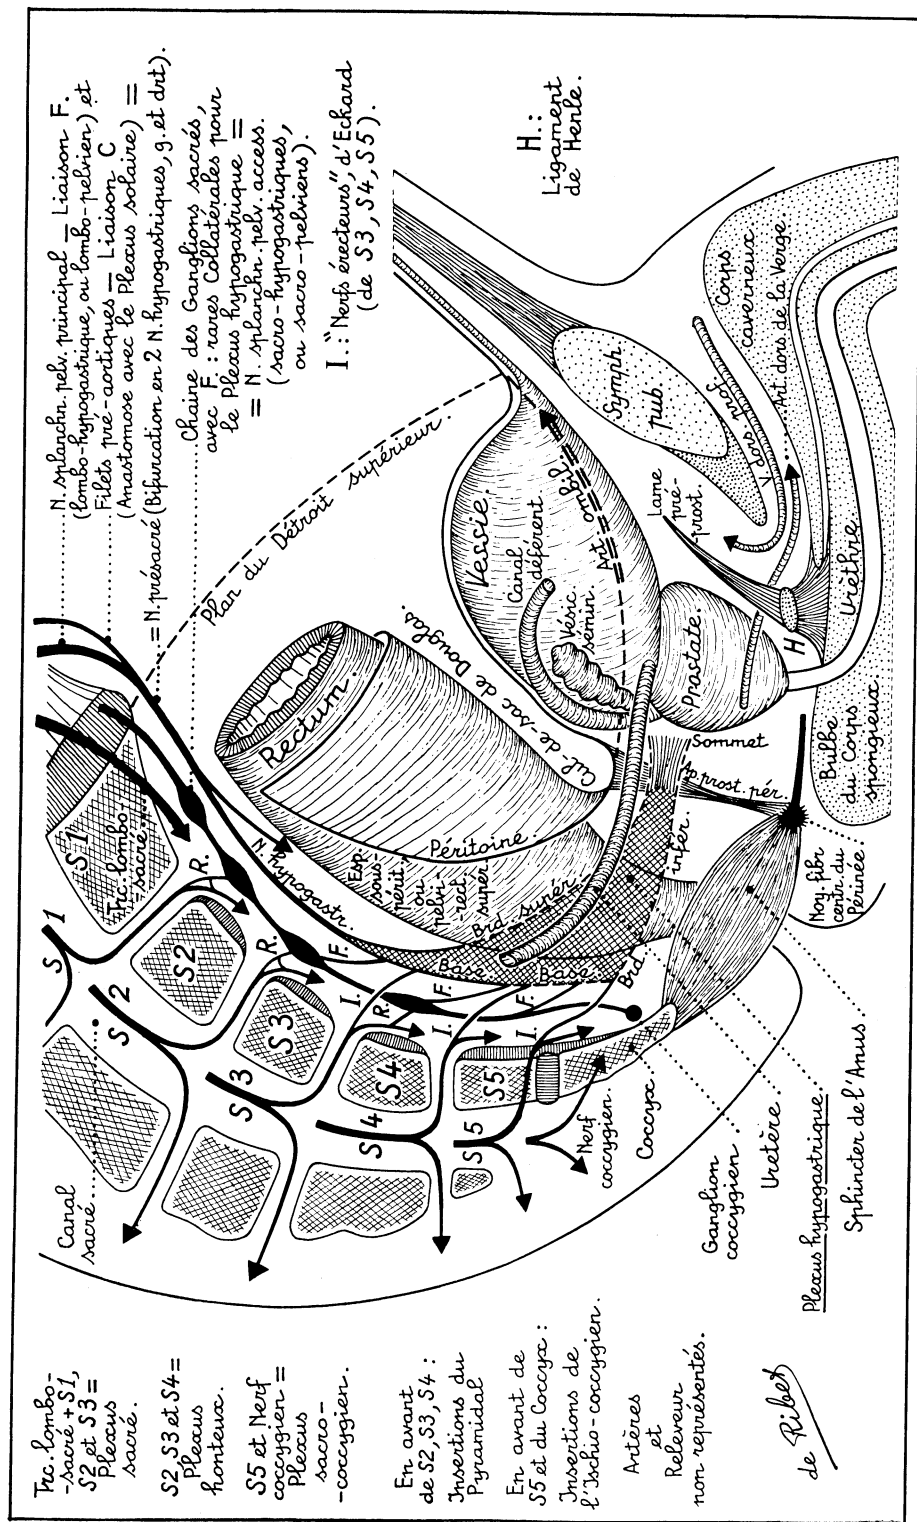 N. splanchn. pelv. principal = Liaison F.
(lombo-hypogastrique, ou lombo-pelvien) et
Filets pré-aortiques = Liaison C
(Anastomose avec le Plexus solaire) =
= N. présacré (Bifurcation en 2 N. hypogastriques, g. et drt).
Chaine des Ganglions sacrés,
avec F.: rares Collatérales pour
le Plexus hypogastrique =
= N. splanchn. pelv. access.
(sacro-hypogastriques,
ou sacro-pelviens).
I.: "Nerfs érecteurs" d'Eckard
(de S3, S4, S5).
H.:
Ligament
de Henle.
Plan du Détroit supérieur.
Trc. lombo-
-sacré.
S1
S2
S3
S4
S5
S 1
S 2
S 3
S 4
S 5
R.
R.
R.
F.
F.
F.
I.
I.
I.
Canal
sacré
N. hypogastr.
Rectum.
Péritoine.
Esp.
sous-
périt.
ou
pelvi-
-rect.
supér.
Cul-de-sac de Douglas.
Vessie.
Canal
déférent
Vésic.
sémin.
Art. ombil.
Symph
pub.
Corps
caverneux
V. dors. prof.
Art. dors. de la Verge.
Lame
pré-
prost.
Prostate.
H
Urèthre
Bulbe
du Corps
spongieux.
Sommet
Ap. prost. pér.
Brd. supér.
Base
Base
Brd.
infér.
Noy. fibr
centr. du
Périnée:
Nerf
coccygien
Coccyx
Ganglion
coccygien
Uretère
Plexus hypogastrique
Sphincter de l'Anus
Trc. lombo-
-sacré + S1,
S2 et S3 =
Plexus
sacré.
S2, S3 et S4 =
Plexus
honteux.
S5 et Nerf
coccygien =
Plexus
sacro-
-coccygien.
En avant
de S2, S3, S4:
Insertions du
Pyramidal
En avant de
S5 et du Coccyx:
Insertions de
l'Ischio-coccygien.
Artères
et
Releveur
non représentés.
de Ribet